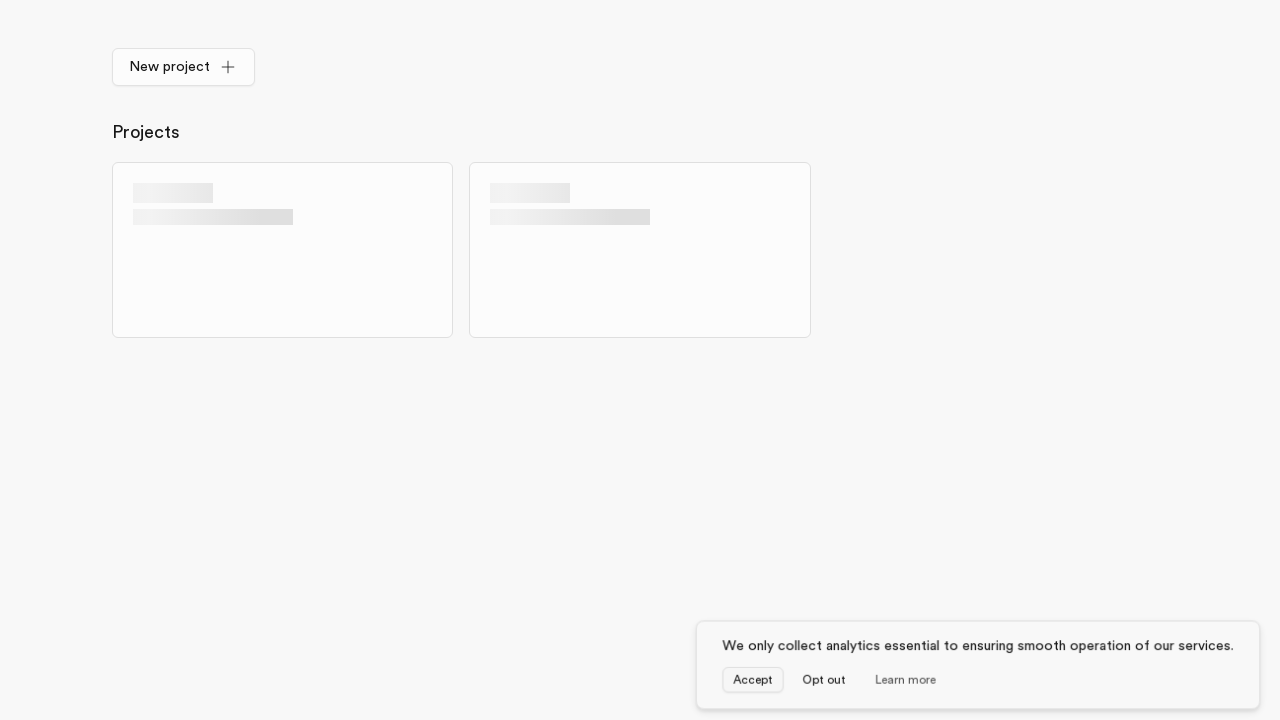 New project
Projects
We only collect analytics essential to ensuring smooth operation of our services.
Accept Opt out Learn more